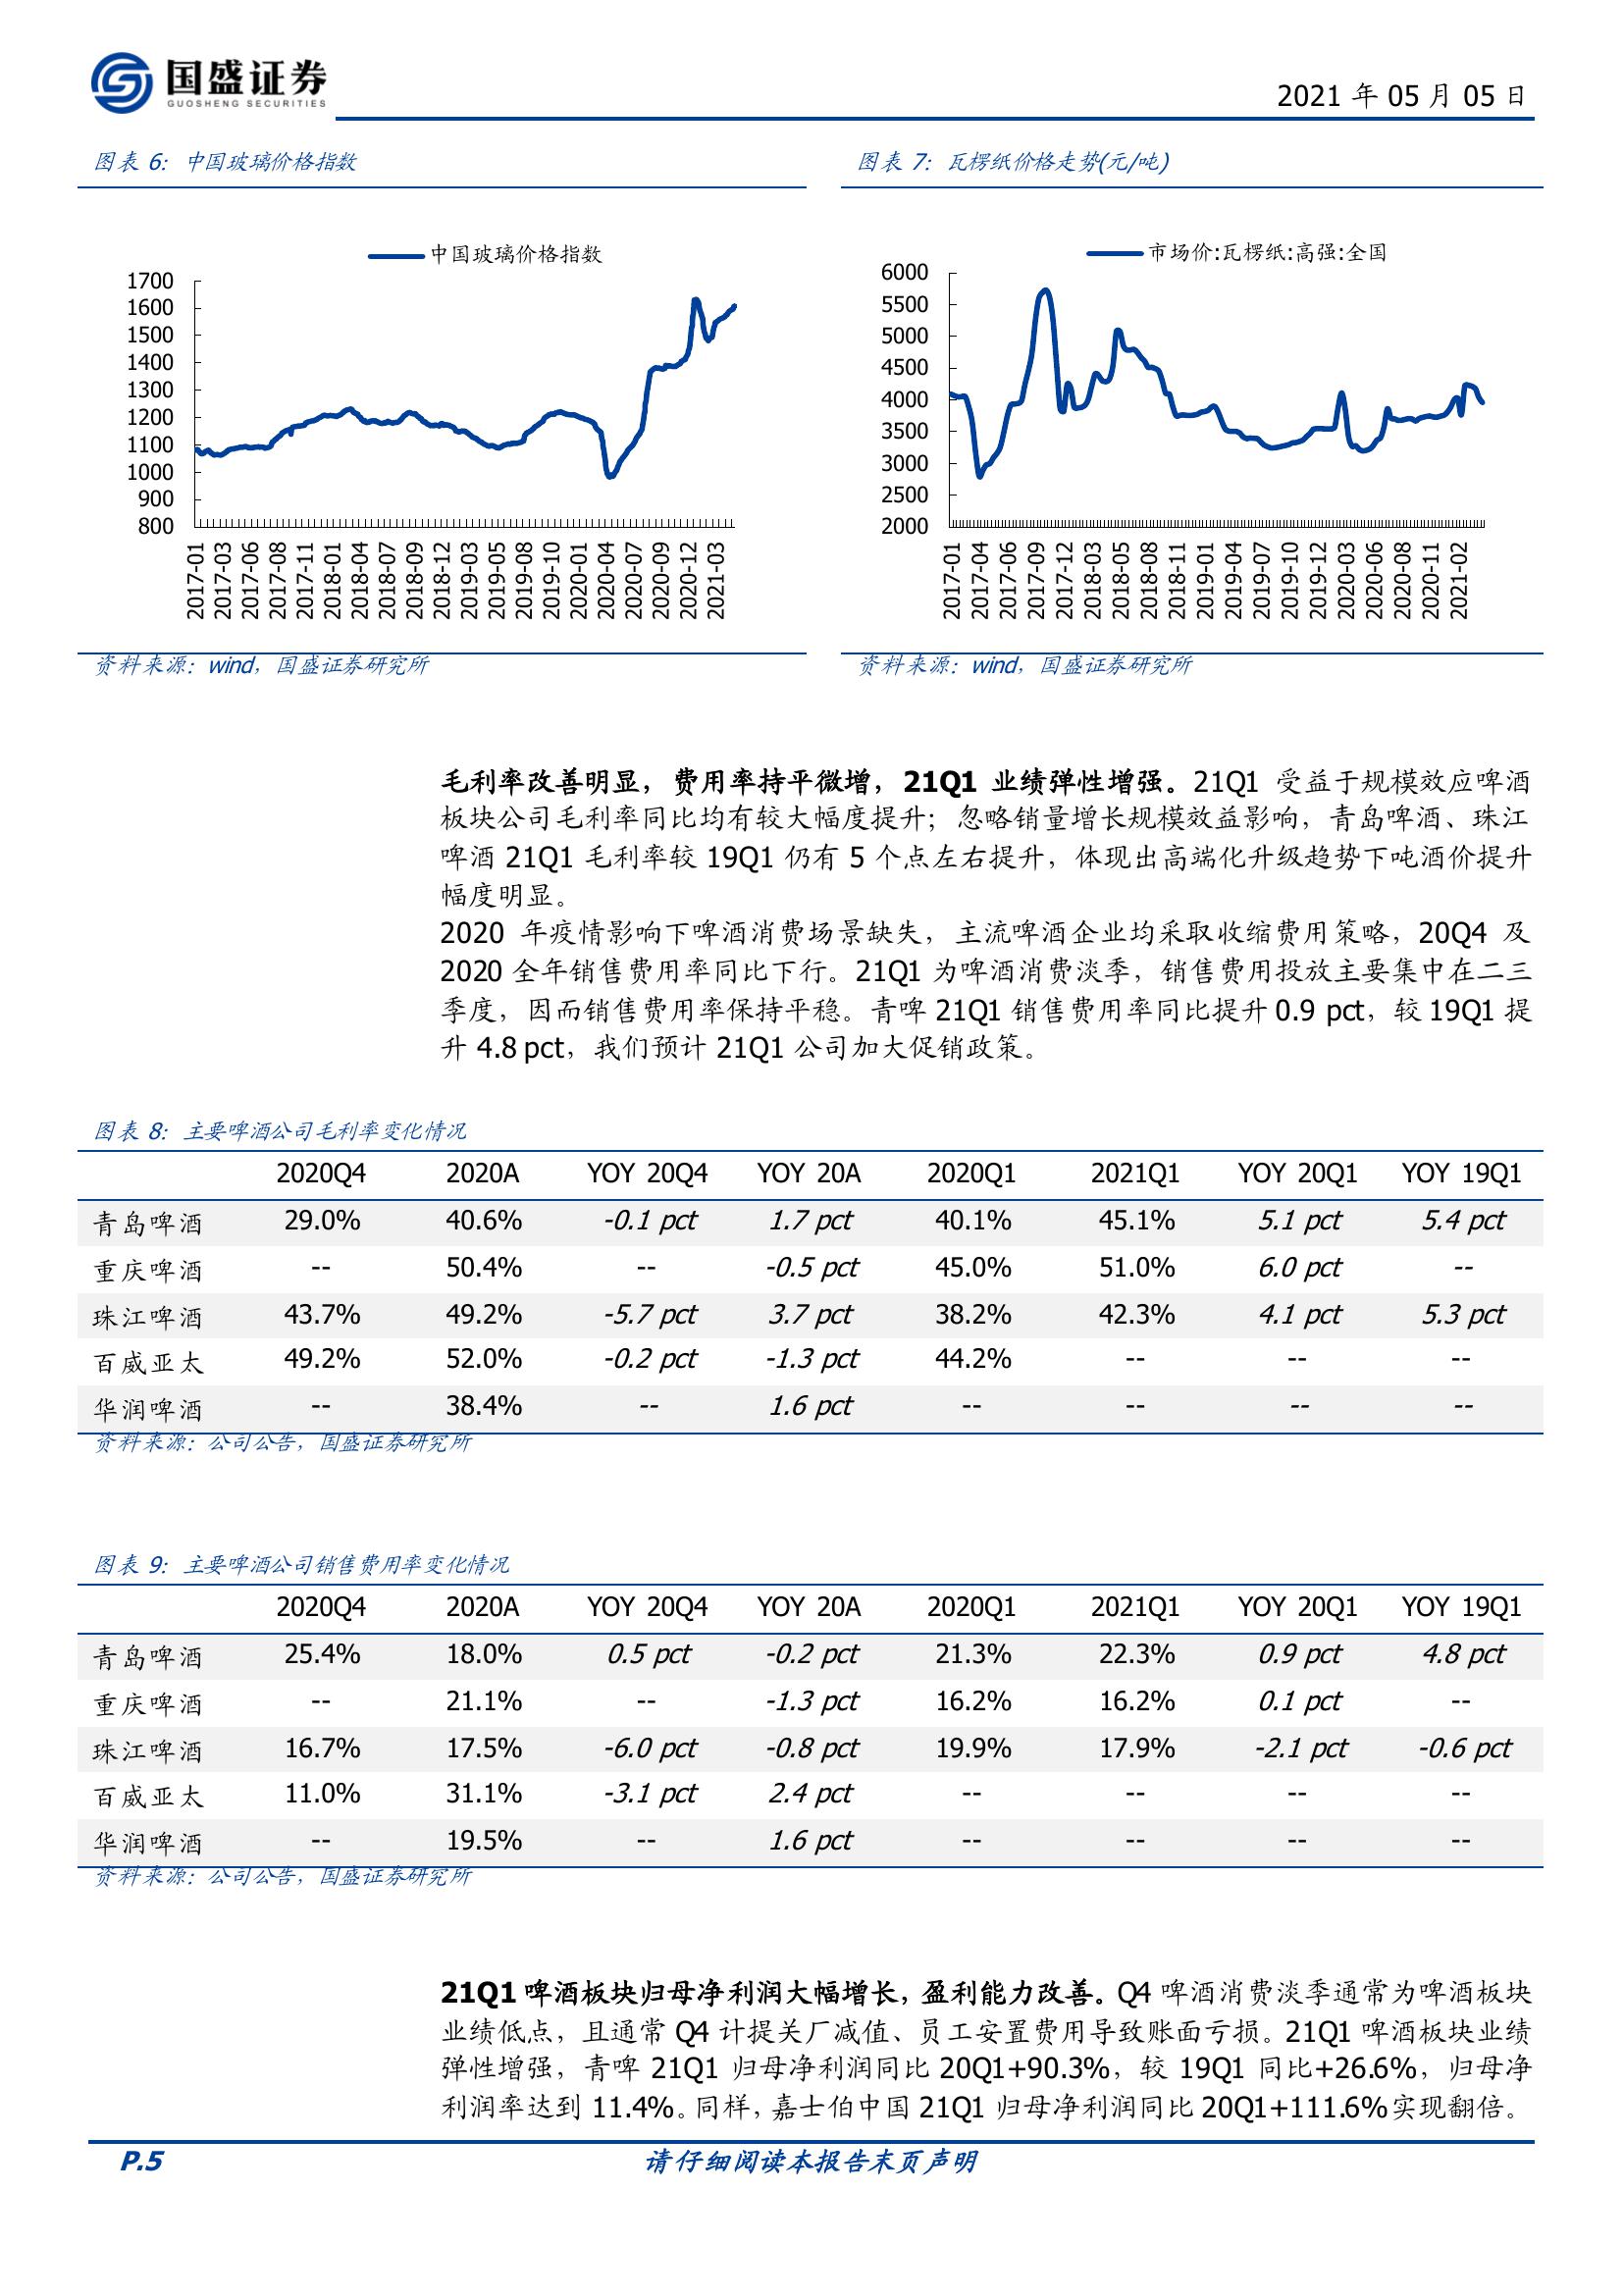 国盛证券
GUOSHENG SECURITIES
2021 年 05 月 05 日
图表 6：中国玻璃价格指数
中国玻璃价格指数
1700
1600
1500
1400
1300
1200
1100
1000
900
800
2017-01
2017-03
2017-06
2017-08
2017-11
2018-01
2018-04
2018-07
2018-09
2018-12
2019-03
2019-05
2019-08
2019-10
2020-01
2020-04
2020-07
2020-09
2020-12
2021-03
资料来源：wind，国盛证券研究所
图表 7：瓦楞纸价格走势(元/吨)
市场价:瓦楞纸:高强:全国
6000
5500
5000
4500
4000
3500
3000
2500
2000
2017-01
2017-04
2017-06
2017-09
2017-12
2018-03
2018-05
2018-08
2018-11
2019-01
2019-04
2019-07
2019-10
2019-12
2020-03
2020-06
2020-08
2020-11
2021-02
资料来源：wind，国盛证券研究所
毛利率改善明显，费用率持平微增，21Q1 业绩弹性增强。21Q1 受益于规模效应啤酒
板块公司毛利率同比均有较大幅度提升；忽略销量增长规模效益影响，青岛啤酒、珠江
啤酒 21Q1 毛利率较 19Q1 仍有 5 个点左右提升，体现出高端化升级趋势下吨酒价提升
幅度明显。
2020 年疫情影响下啤酒消费场景缺失，主流啤酒企业均采取收缩费用策略，20Q4 及
2020 全年销售费用率同比下行。21Q1 为啤酒消费淡季，销售费用投放主要集中在二三
季度，因而销售费用率保持平稳。青啤 21Q1 销售费用率同比提升 0.9 pct，较 19Q1 提
升 4.8 pct，我们预计 21Q1 公司加大促销政策。
图表 8：主要啤酒公司毛利率变化情况
2020Q4 2020A YOY 20Q4 YOY 20A 2020Q1 2021Q1 YOY 20Q1 YOY 19Q1
青岛啤酒 29.0% 40.6% -0.1 pct 1.7 pct 40.1% 45.1% 5.1 pct 5.4 pct
重庆啤酒 -- 50.4% -- -0.5 pct 45.0% 51.0% 6.0 pct --
珠江啤酒 43.7% 49.2% -5.7 pct 3.7 pct 38.2% 42.3% 4.1 pct 5.3 pct
百威亚太 49.2% 52.0% -0.2 pct -1.3 pct 44.2% -- -- --
华润啤酒 -- 38.4% -- 1.6 pct -- -- -- --
资料来源：公司公告，国盛证券研究所
图表 9：主要啤酒公司销售费用率变化情况
2020Q4 2020A YOY 20Q4 YOY 20A 2020Q1 2021Q1 YOY 20Q1 YOY 19Q1
青岛啤酒 25.4% 18.0% 0.5 pct -0.2 pct 21.3% 22.3% 0.9 pct 4.8 pct
重庆啤酒 -- 21.1% -- -1.3 pct 16.2% 16.2% 0.1 pct --
珠江啤酒 16.7% 17.5% -6.0 pct -0.8 pct 19.9% 17.9% -2.1 pct -0.6 pct
百威亚太 11.0% 31.1% -3.1 pct 2.4 pct -- -- -- --
华润啤酒 -- 19.5% -- 1.6 pct -- -- -- --
资料来源：公司公告，国盛证券研究所
21Q1 啤酒板块归母净利润大幅增长，盈利能力改善。Q4 啤酒消费淡季通常为啤酒板块
业绩低点，且通常 Q4 计提关厂减值、员工安置费用导致账面亏损。21Q1 啤酒板块业绩
弹性增强，青啤 21Q1 归母净利润同比 20Q1+90.3%，较 19Q1 同比+26.6%，归母净
利润率达到 11.4%。同样，嘉士伯中国 21Q1 归母净利润同比 20Q1+111.6%实现翻倍。
P.5 请仔细阅读本报告末页声明